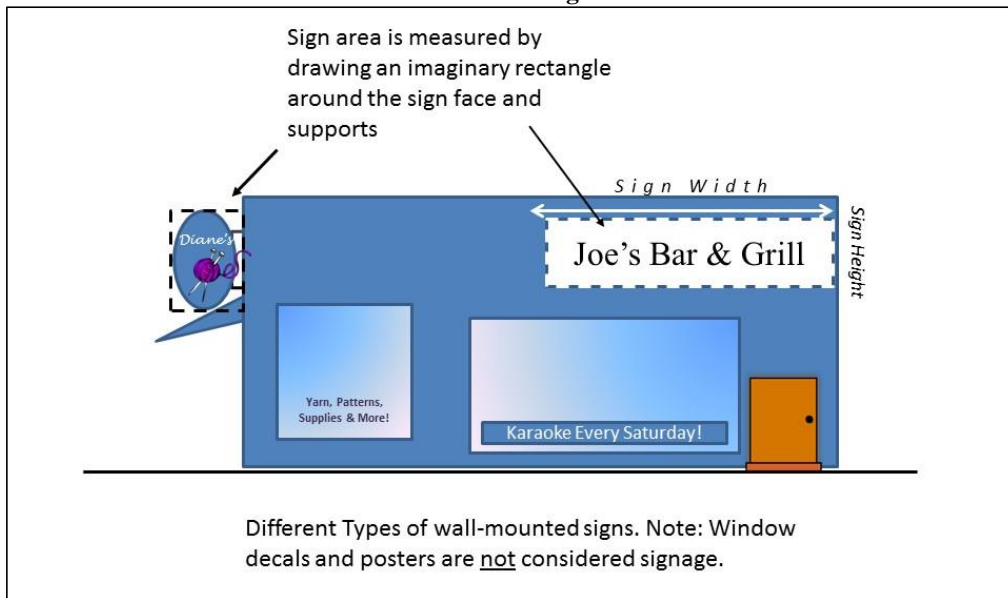 Sign area is measured by
drawing an imaginary rectangle
around the sign face and
supports
Sign Width
Sign Height
Diane's
Joe's Bar & Grill
Yarn, Patterns,
Supplies & More!
Karaoke Every Saturday!
Different Types of wall-mounted signs. Note: Window
decals and posters are not considered signage.